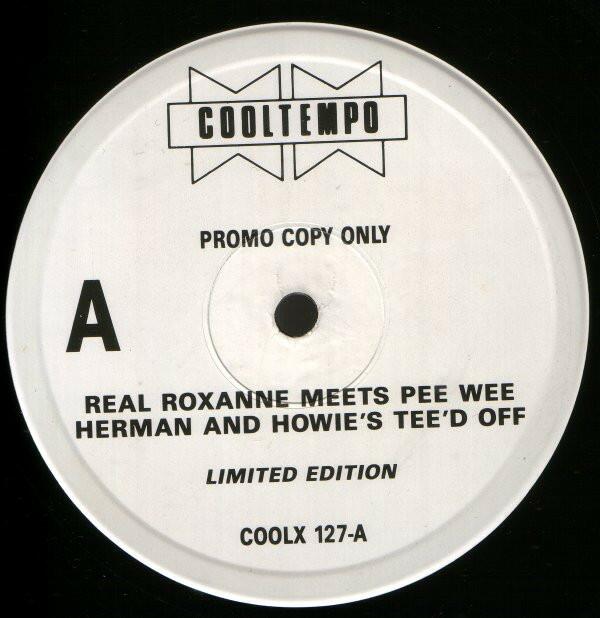 COOLTEMPO
PROMO COPY ONLY
A
REAL ROXANNE MEETS PEE WEE
HERMAN AND HOWIE'S TEE'D OFF
LIMITED EDITION
COOLX 127-A